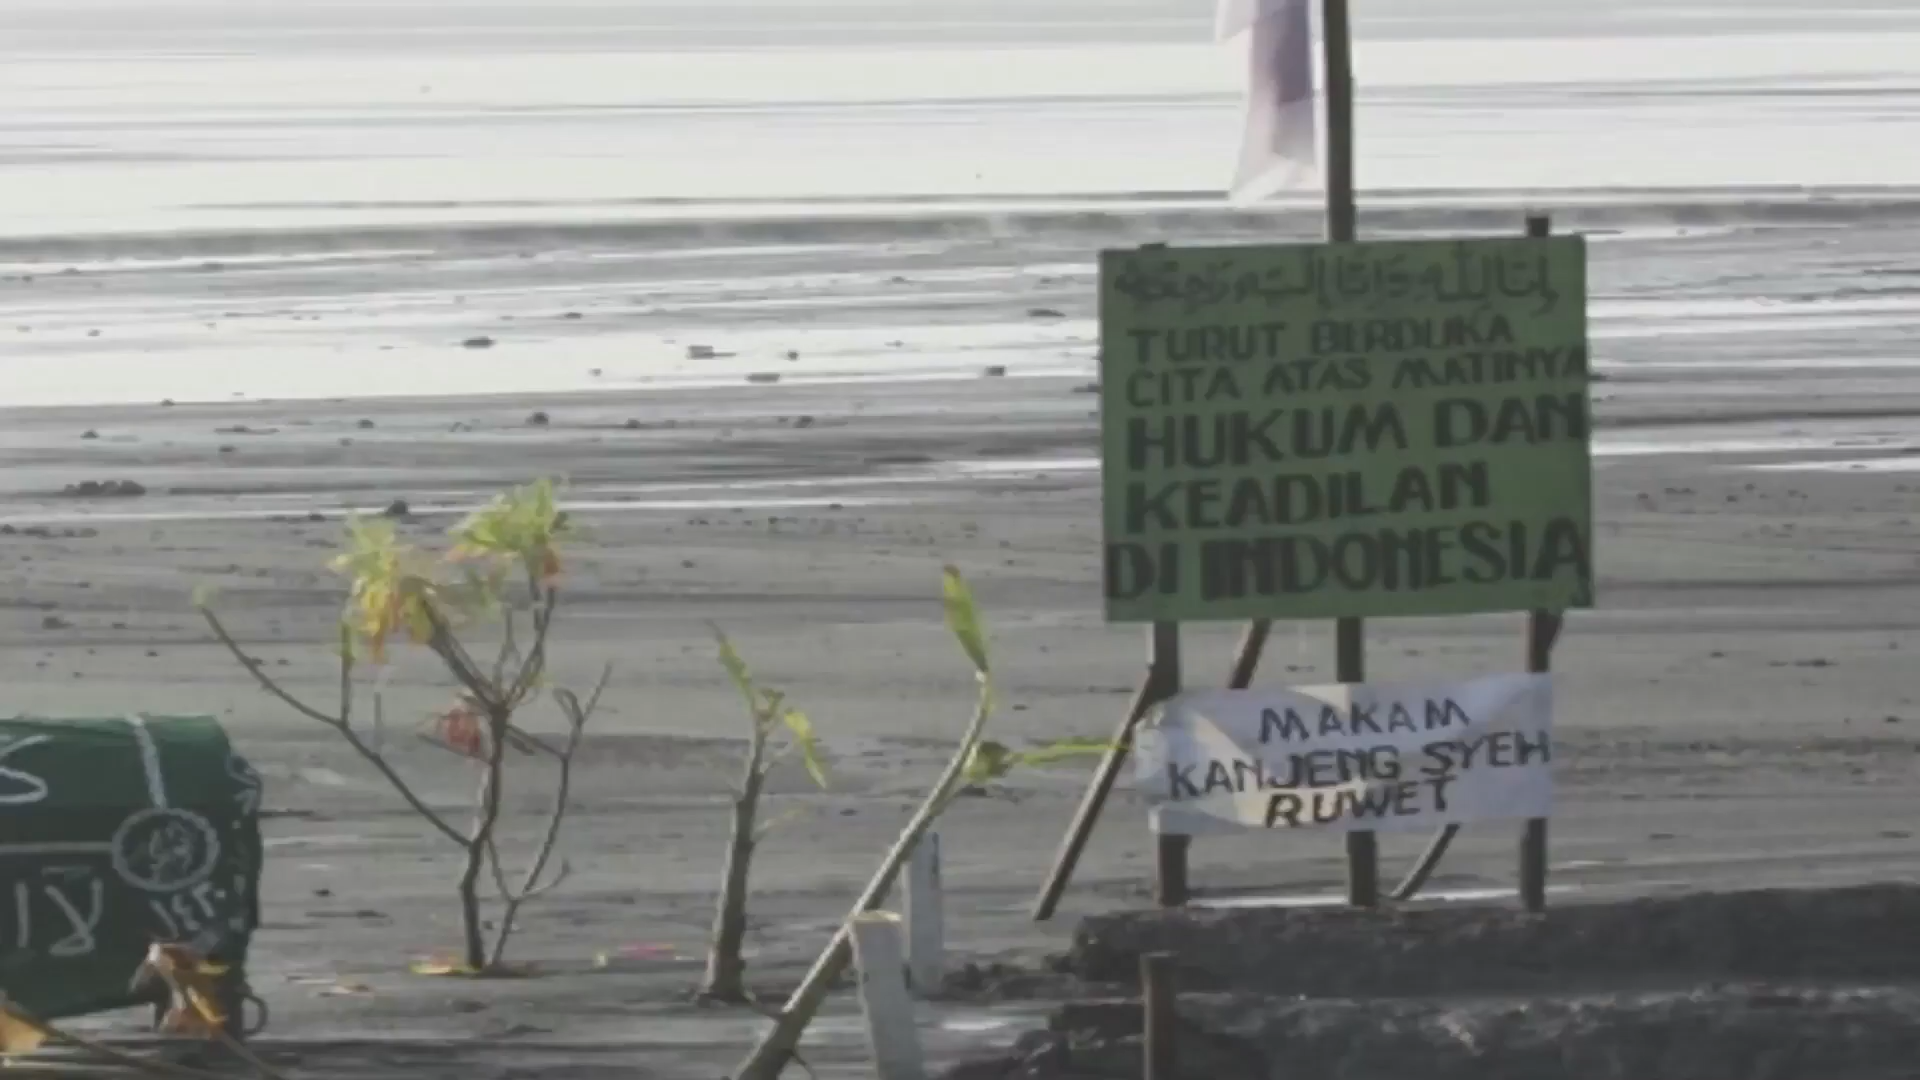 إنا لله وإنا إليه راجعون
TURUT BERDUKA
CITA ATAS MATINYA
HUKUM DAN
KEADILAN
DI INDONESIA
MAKAM
KANJENG SYEH
RUWET